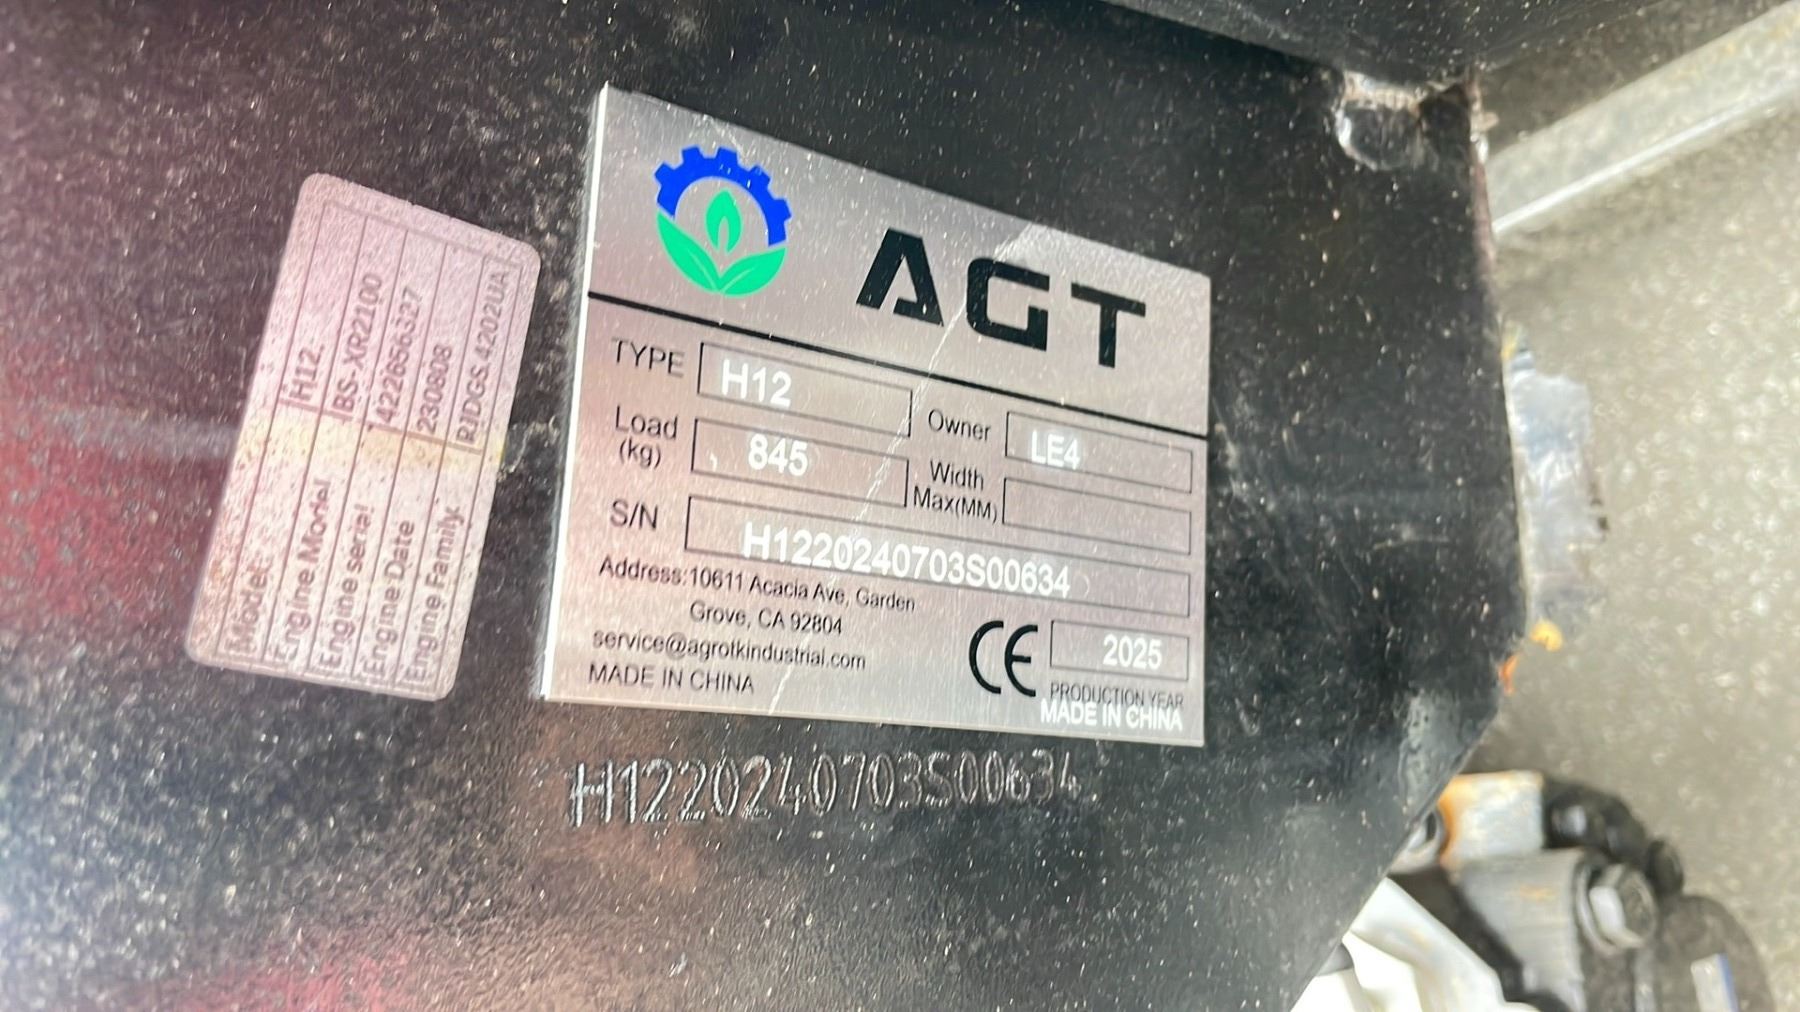 Model: H12.
Engine Model BS-XR2100
Engine serial 422656327
Engine Date 230808
Engine Family. RJDGS.4202UA
AGT
TYPE H12
Owner LE4
Load (kg) 845
Width Max(MM)
S/N H1220240703S00634
Address:10611 Acacia Ave, Garden
Grove, CA 92804
service@agrotkindustrial.com
MADE IN CHINA
CE 2025
PRODUCTION YEAR
MADE IN CHINA
H1220240703S00634